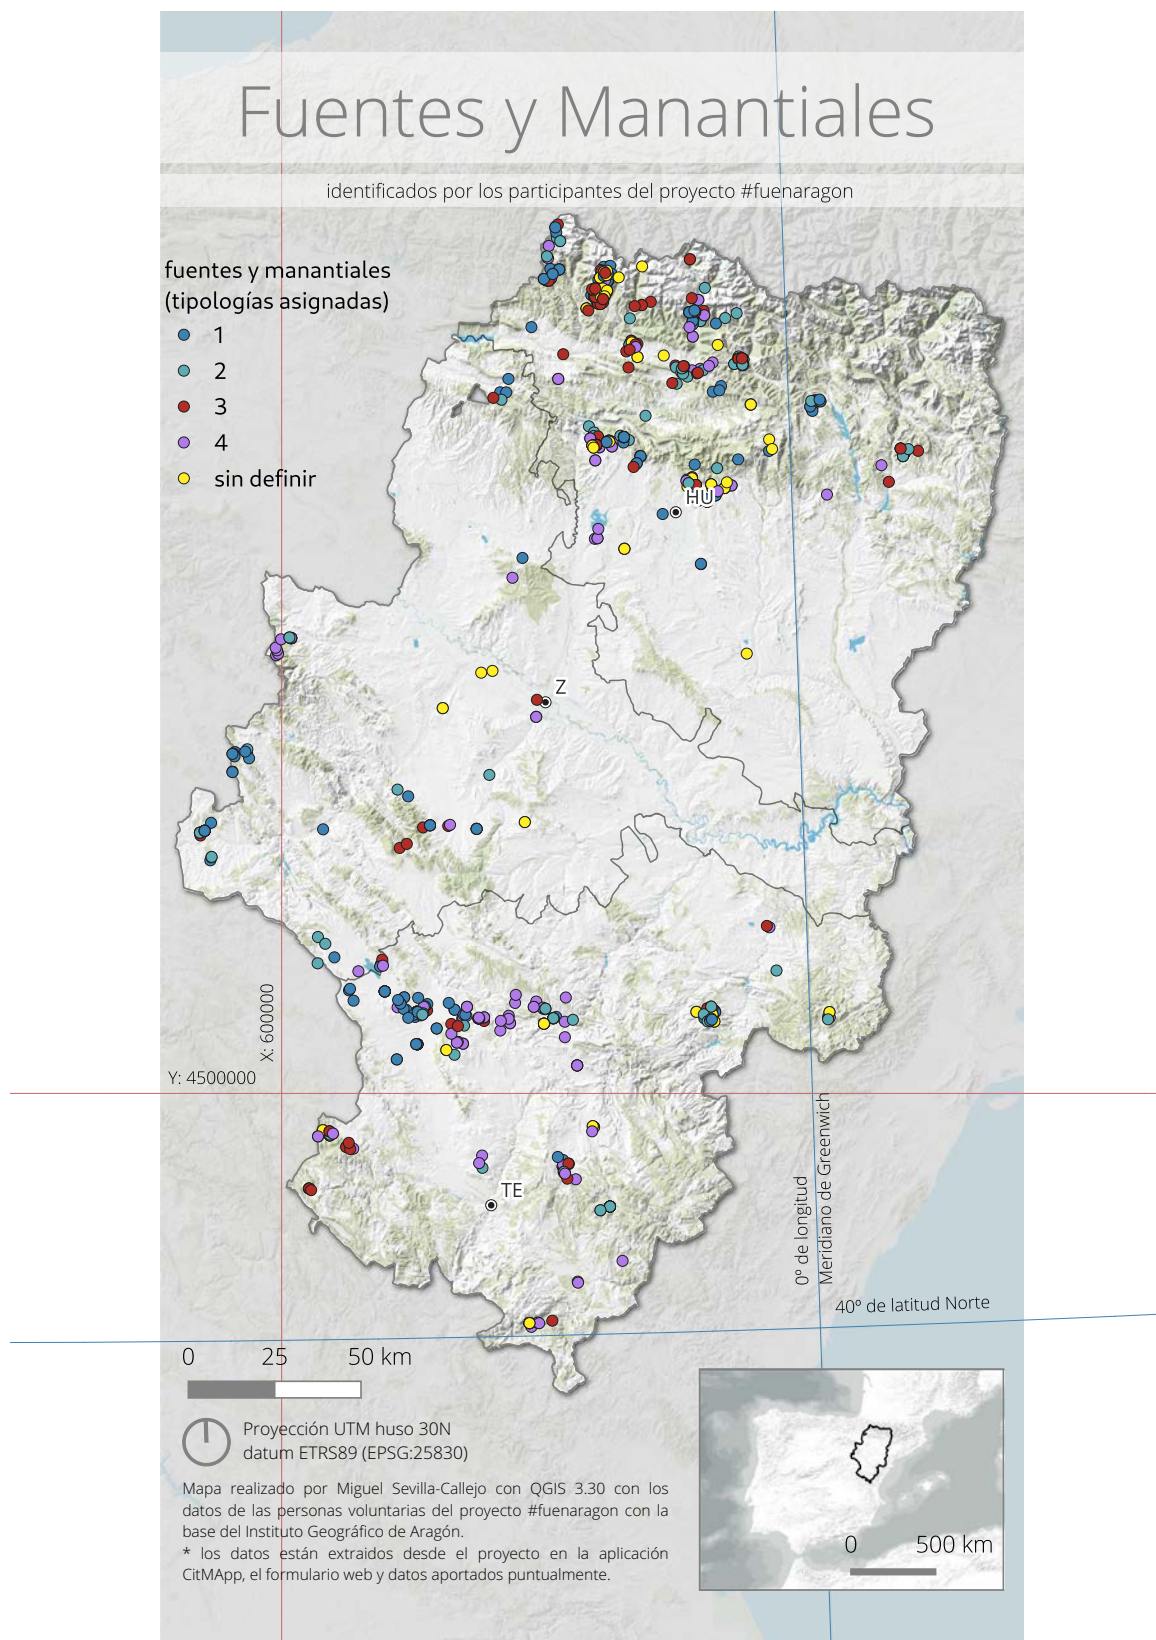 Fuentes y Manantiales
identificados por los participantes del proyecto #fuenaragon
fuentes y manantiales
(tipologías asignadas)
1
2
3
4
sin definir
HU
Z
X: 600000
Y: 4500000
TE
0º de longitud
Meridiano de Greenwich
40º de latitud Norte
0 25 50 km
Proyección UTM huso 30N
datum ETRS89 (EPSG:25830)
Mapa realizado por Miguel Sevilla-Callejo con QGIS 3.30 con los
datos de las personas voluntarias del proyecto #fuenaragon con la
base del Instituto Geográfico de Aragón.
* los datos están extraidos desde el proyecto en la aplicación
CitMApp, el formulario web y datos aportados puntualmente.
0 500 km